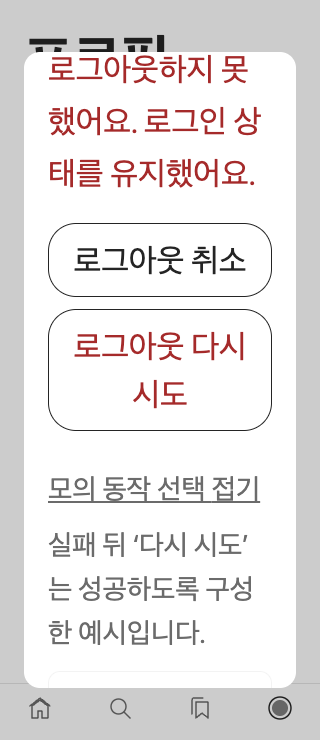 로그아웃하지 못
했어요. 로그인 상
태를 유지했어요.
로그아웃 취소
로그아웃 다시
시도
모의 동작 선택 접기
실패 뒤 ‘다시 시도’
는 성공하도록 구성
한 예시입니다.